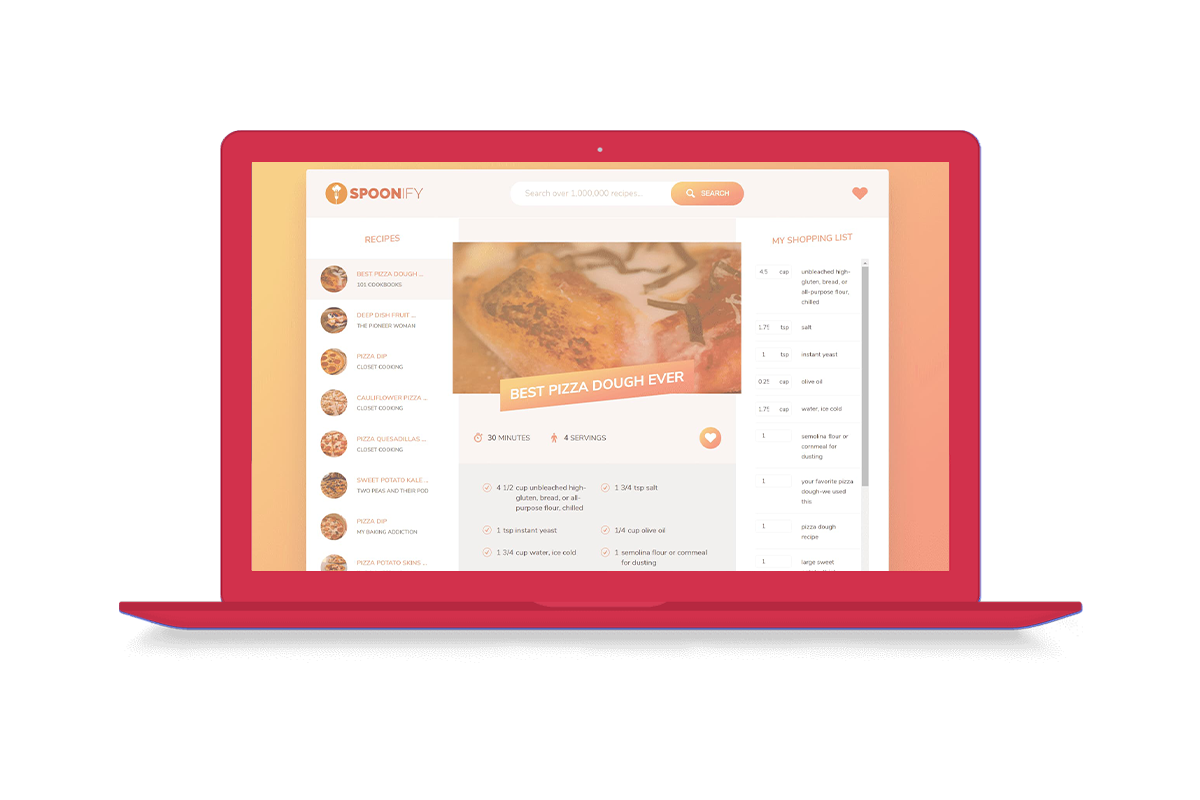 SPOONIFY
Search over 1,000,000 recipes...
SEARCH
RECIPES
BEST PIZZA DOUGH ...
101 COOKBOOKS
DEEP DISH FRUIT ...
THE PIONEER WOMAN
PIZZA DIP
CLOSET COOKING
CAULIFLOWER PIZZA ...
CLOSET COOKING
PIZZA QUESADILLAS ...
CLOSET COOKING
SWEET POTATO KALE ...
TWO PEAS AND THEIR POD
PIZZA DIP
MY BAKING ADDICTION
PIZZA POTATO SKINS ...
BEST PIZZA DOUGH EVER
30 MINUTES
4 SERVINGS
4 1/2 cup unbleached high-
gluten, bread, or all-
purpose flour, chilled
1 3/4 tsp salt
1 tsp instant yeast
1/4 cup olive oil
1 3/4 cup water, ice cold
1 semolina flour or cornmeal
for dusting
MY SHOPPING LIST
4.5 cap unbleached high-
gluten, bread, or
all-purpose flour,
chilled
1.75 tsp salt
1 tsp instant yeast
0.25 cap olive oil
1.75 cap water, ice cold
1 semolina flour or
cornmeal for
dusting
1 your favorite pizza
dough–we used
this
1 pizza dough
recipe
1 large sweet